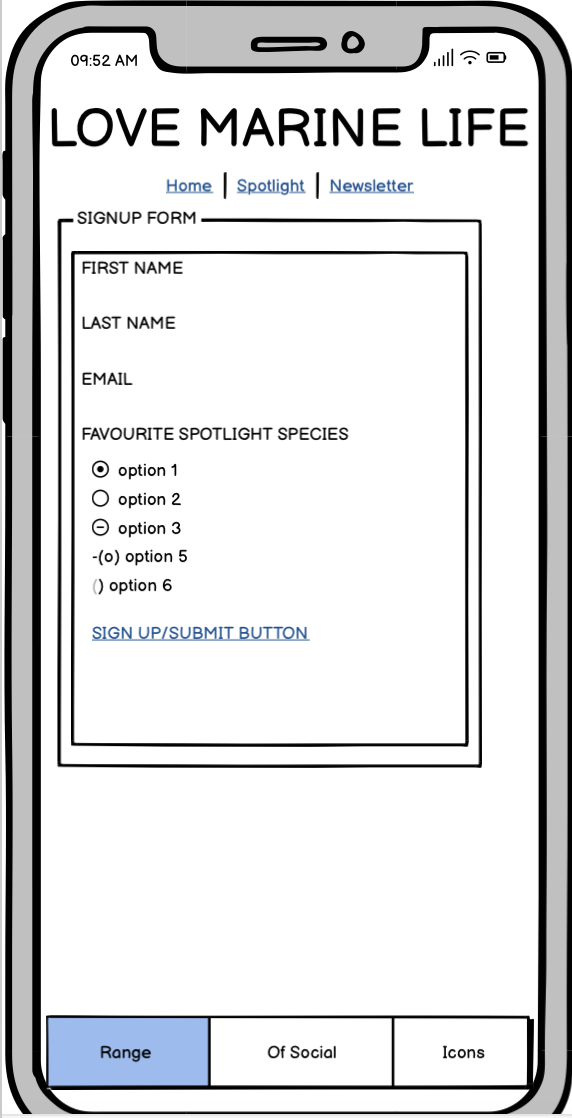 09:52 AM
LOVE MARINE LIFE
Home | Spotlight | Newsletter
SIGNUP FORM
FIRST NAME
LAST NAME
EMAIL
FAVOURITE SPOTLIGHT SPECIES
option 1
option 2
option 3
-(o) option 5
() option 6
SIGN UP/SUBMIT BUTTON
Range Of Social Icons